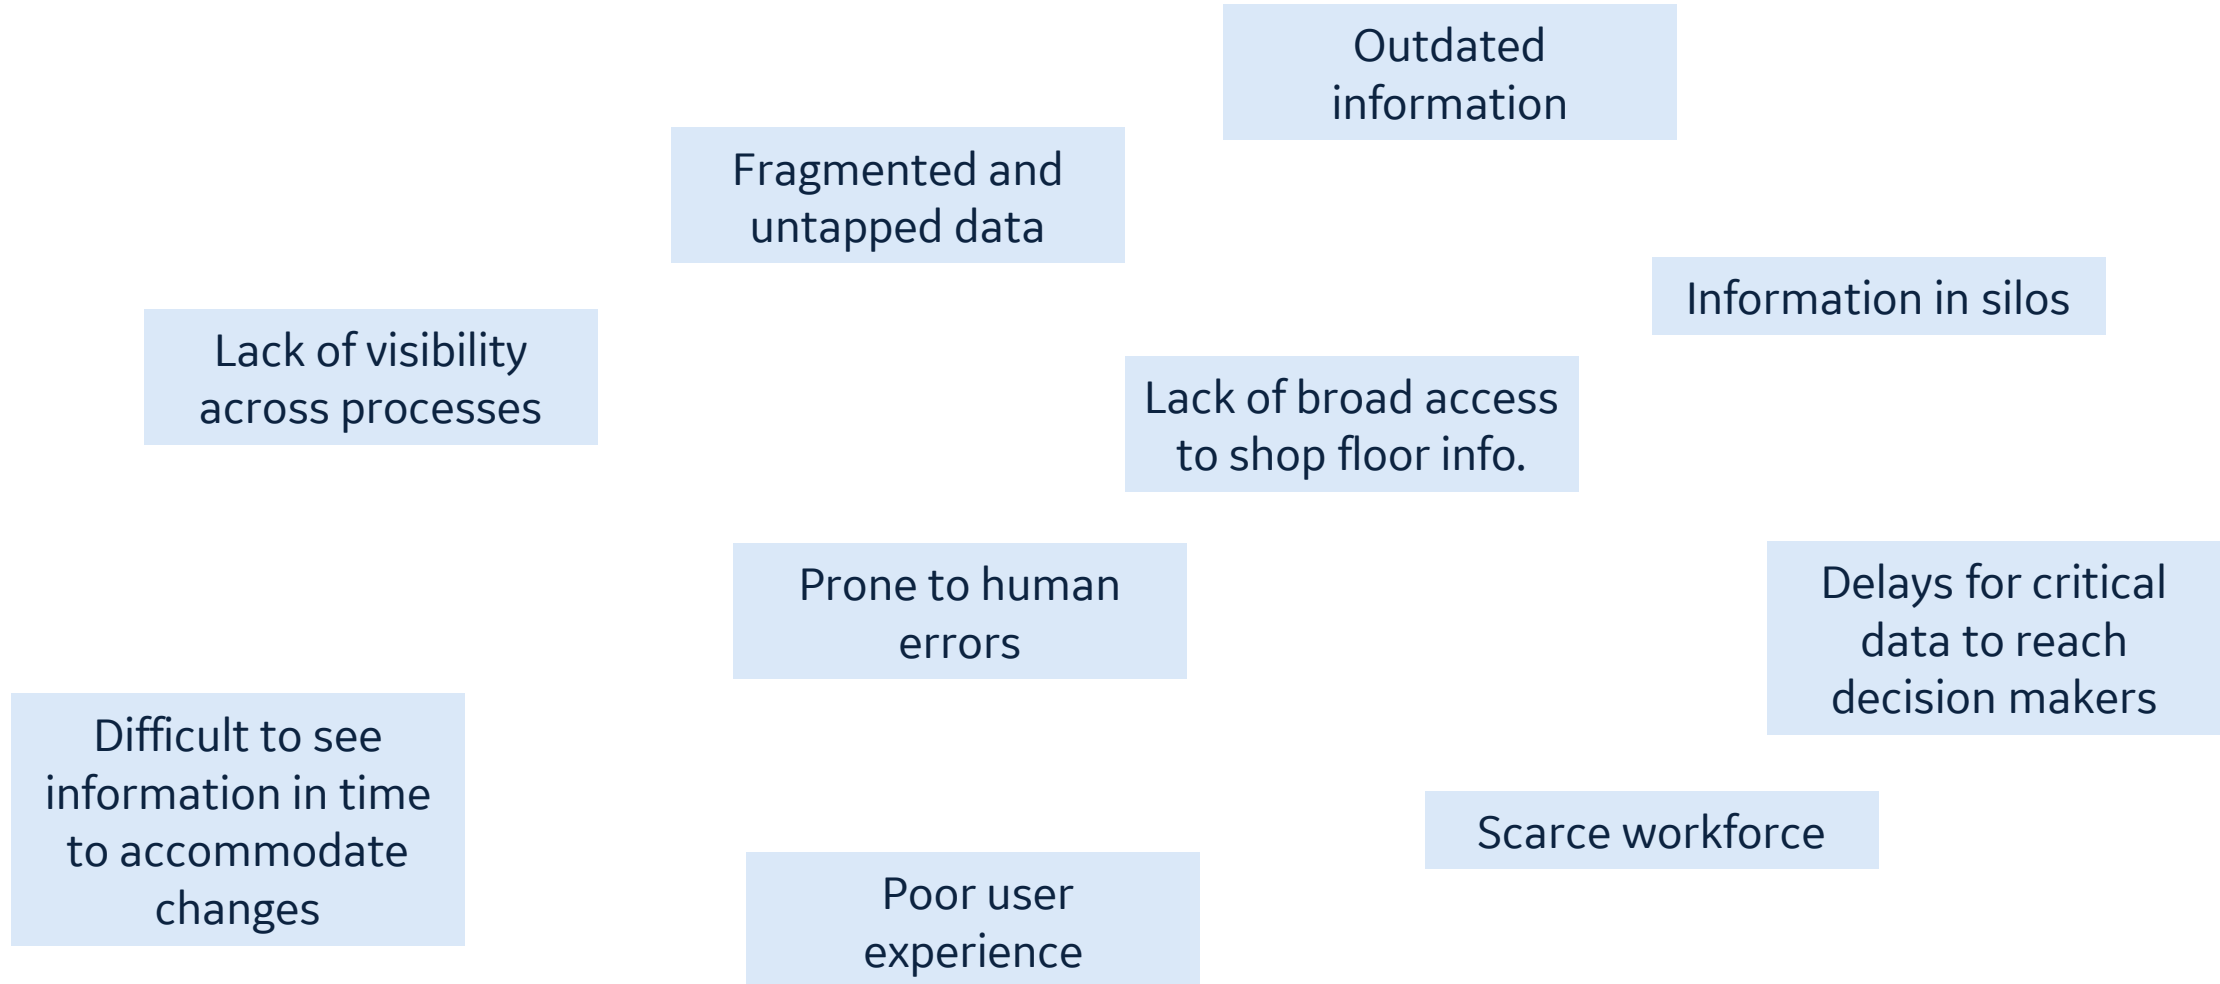 Outdated
information
Fragmented and
untapped data
Information in silos
Lack of visibility
across processes
Lack of broad access
to shop floor info.
Prone to human
errors
Delays for critical
data to reach
decision makers
Difficult to see
information in time
to accommodate
changes
Scarce workforce
Poor user
experience